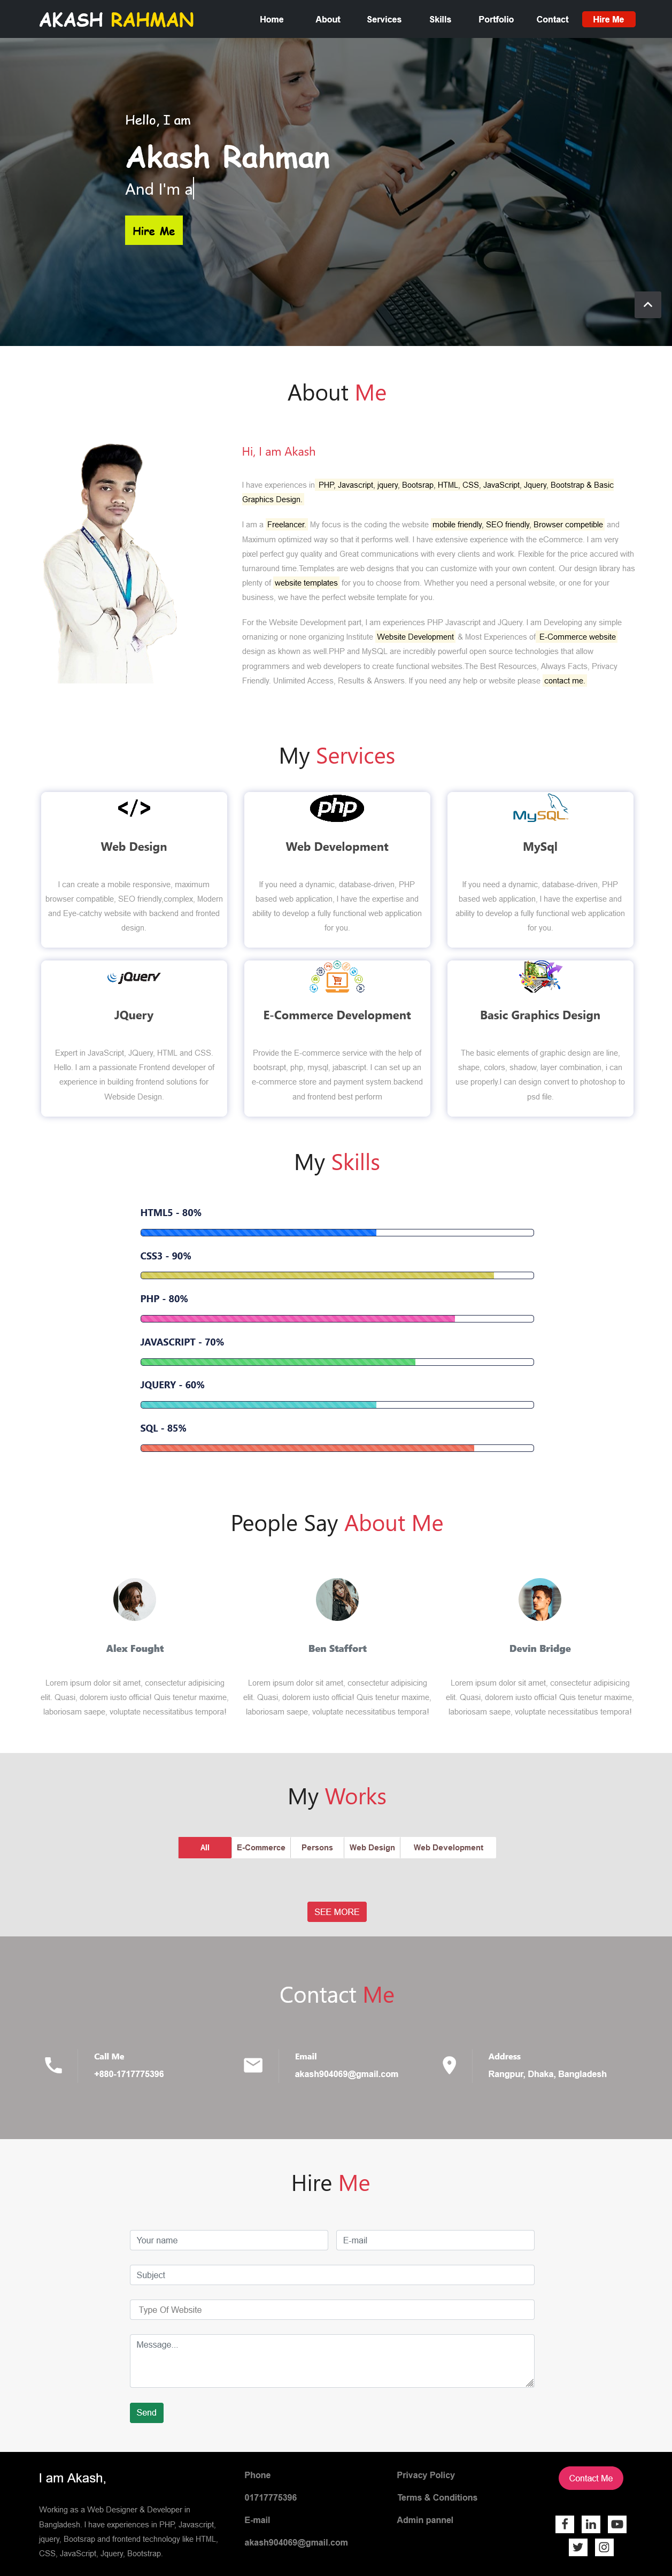 AKASH RAHMAN
Home About Services Skills Portfolio Contact Hire Me
Hello, I am
Akash Rahman
And I'm a
Hire Me
About Me
Hi, I am Akash
I have experiences in PHP, Javascript, jquery, Bootsrap, HTML, CSS, JavaScript, Jquery, Bootstrap & Basic
Graphics Design.
I am a Freelancer. My focus is the coding the website mobile friendly, SEO friendly, Browser competible and
Maximum optimized way so that it performs well. I have extensive experience with the eCommerce. I am very
pixel perfect guy quality and Great communications with every clients and work. Flexible for the price accured with
turnaround time.Templates are web designs that you can customize with your own content. Our design library has
plenty of website templates for you to choose from. Whether you need a personal website, or one for your
business, we have the perfect website template for you.
For the Website Development part, I am experiences PHP Javascript and JQuery. I am Developing any simple
ornanizing or none organizing Institute Website Development & Most Experiences of E-Commerce website
design as known as well.PHP and MySQL are incredibly powerful open source technologies that allow
programmers and web developers to create functional websites.The Best Resources, Always Facts, Privacy
Friendly. Unlimited Access, Results & Answers. If you need any help or website please contact me.
My Services
</>
Web Design
I can create a mobile responsive, maximum
browser compatible, SEO friendly,complex, Modern
and Eye-catchy website with backend and fronted
design.
php
Web Development
If you need a dynamic, database-driven, PHP
based web application, I have the expertise and
ability to develop a fully functional web application
for you.
MySQL
MySql
If you need a dynamic, database-driven, PHP
based web application, I have the expertise and
ability to develop a fully functional web application
for you.
jQuery
JQuery
Expert in JavaScript, JQuery, HTML and CSS.
Hello. I am a passionate Frontend developer of
experience in building frontend solutions for
Webside Design.
E-Commerce Development
Provide the E-commerce service with the help of
bootsrapt, php, mysql, jabascript. I can set up an
e-commerce store and payment system backend
and frontend best perform
Basic Graphics Design
The basic elements of graphic design are line,
shape, colors, shadow, layer combination, i can
use properly.I can design convert to photoshop to
psd file.
My Skills
HTML5 - 80%
CSS3 - 90%
PHP - 80%
JAVASCRIPT - 70%
JQUERY - 60%
SQL - 85%
People Say About Me
Alex Fought
Lorem ipsum dolor sit amet, consectetur adipisicing
elit. Quasi, dolorem iusto officia! Quis tenetur maxime,
laboriosam saepe, voluptate necessitatibus tempora!
Ben Staffort
Lorem ipsum dolor sit amet, consectetur adipisicing
elit. Quasi, dolorem iusto officia! Quis tenetur maxime,
laboriosam saepe, voluptate necessitatibus tempora!
Devin Bridge
Lorem ipsum dolor sit amet, consectetur adipisicing
elit. Quasi, dolorem iusto officia! Quis tenetur maxime,
laboriosam saepe, voluptate necessitatibus tempora!
My Works
All E-Commerce Persons Web Design Web Development
SEE MORE
Contact Me
Call Me
+880-1717775396
Email
akash904069@gmail.com
Address
Rangpur, Dhaka, Bangladesh
Hire Me
Your name
E-mail
Subject
Type Of Website
Message...
Send
I am Akash,
Working as a Web Designer & Developer in
Bangladesh. I have experiences in PHP, Javascript,
jquery, Bootsrap and frontend technology like HTML,
CSS, JavaScript, Jquery, Bootstrap.
Phone
01717775396
E-mail
akash904069@gmail.com
Privacy Policy
Terms & Conditions
Admin pannel
Contact Me